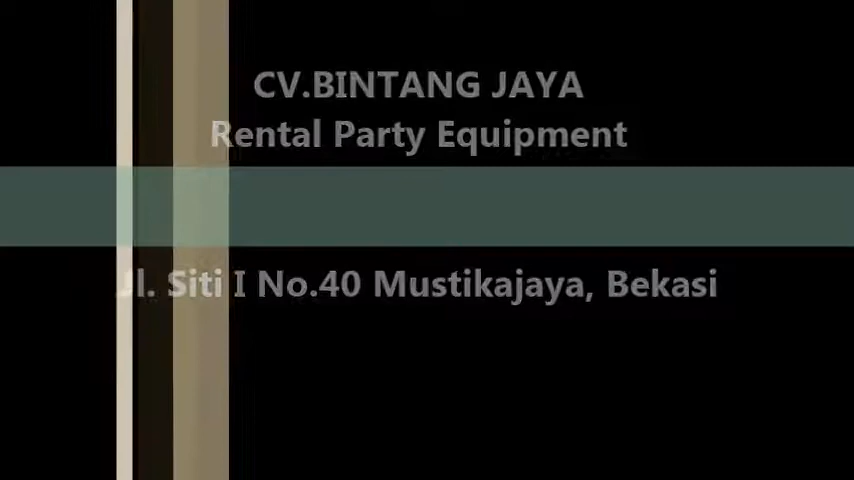 CV.BINTANG JAYA
Rental Party Equipment
Jl. Siti I No.40 Mustikajaya, Bekasi